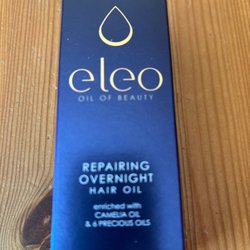 eleo
OIL OF BEAUTY
REPAIRING
OVERNIGHT
HAIR OIL
enriched with
CAMELIA OIL
& 6 PRECIOUS OILS